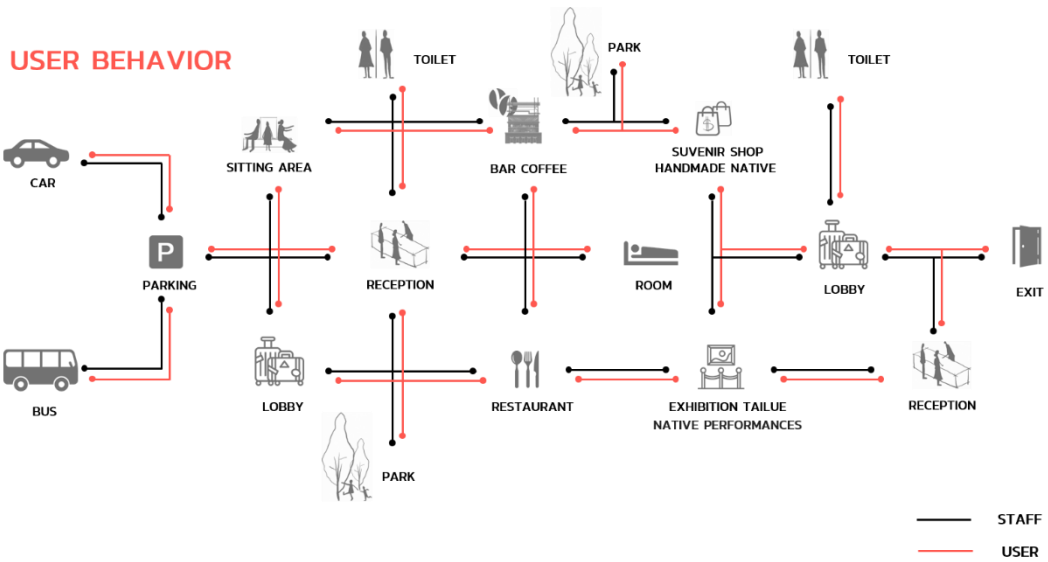 USER BEHAVIOR
TOILET
PARK
TOILET
CAR
SITTING AREA
BAR COFFEE
SUVENIR SHOP
HANDMADE NATIVE
P
PARKING
RECEPTION
ROOM
LOBBY
EXIT
BUS
LOBBY
RESTAURANT
EXHIBITION TAILUE
NATIVE PERFORMANCES
RECEPTION
PARK
STAFF
USER